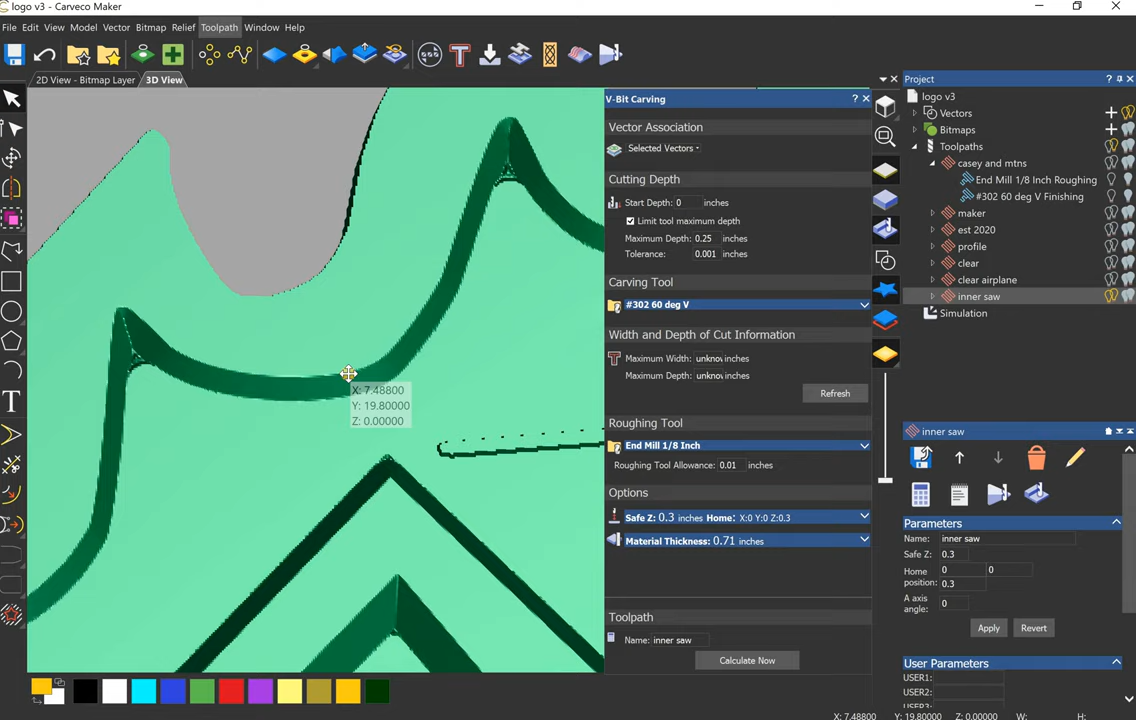 logo v3 - Carveco Maker
File Edit View Model Vector Bitmap Relief Toolpath Window Help
2D View - Bitmap Layer 3D View
V-Bit Carving ?
Vector Association
Selected Vectors
Cutting Depth
Start Depth: 0 inches
Limit tool maximum depth
Maximum Depth: 0.25 inches
Tolerance: 0.001 inches
Carving Tool
#302 60 deg V
Width and Depth of Cut Information
Maximum Width: unknov inches
Maximum Depth: unknov inches
Refresh
Roughing Tool
End Mill 1/8 Inch
Roughing Tool Allowance: 0.01 inches
Options
Safe Z: 0.3 inches Home: X:0 Y:0 Z:0.3
Material Thickness: 0.71 inches
Toolpath
Name: inner saw
Calculate Now
X: 7.48800
Y: 19.80000
Z: 0.00000
Project ?
logo v3
Vectors
Bitmaps
Toolpaths
casey and mtns
End Mill 1/8 Inch Roughing
#302 60 deg V Finishing
maker
est 2020
profile
clear
clear airplane
inner saw
Simulation
inner saw
Parameters
Name: inner saw
Safe Z: 0.3
Home position: 0 0 0.3
A axis angle: 0
Apply Revert
User Parameters
USER1:
USER2:
X: 7.48800 Y: 19.80000 Z: 0.00000 W: H: